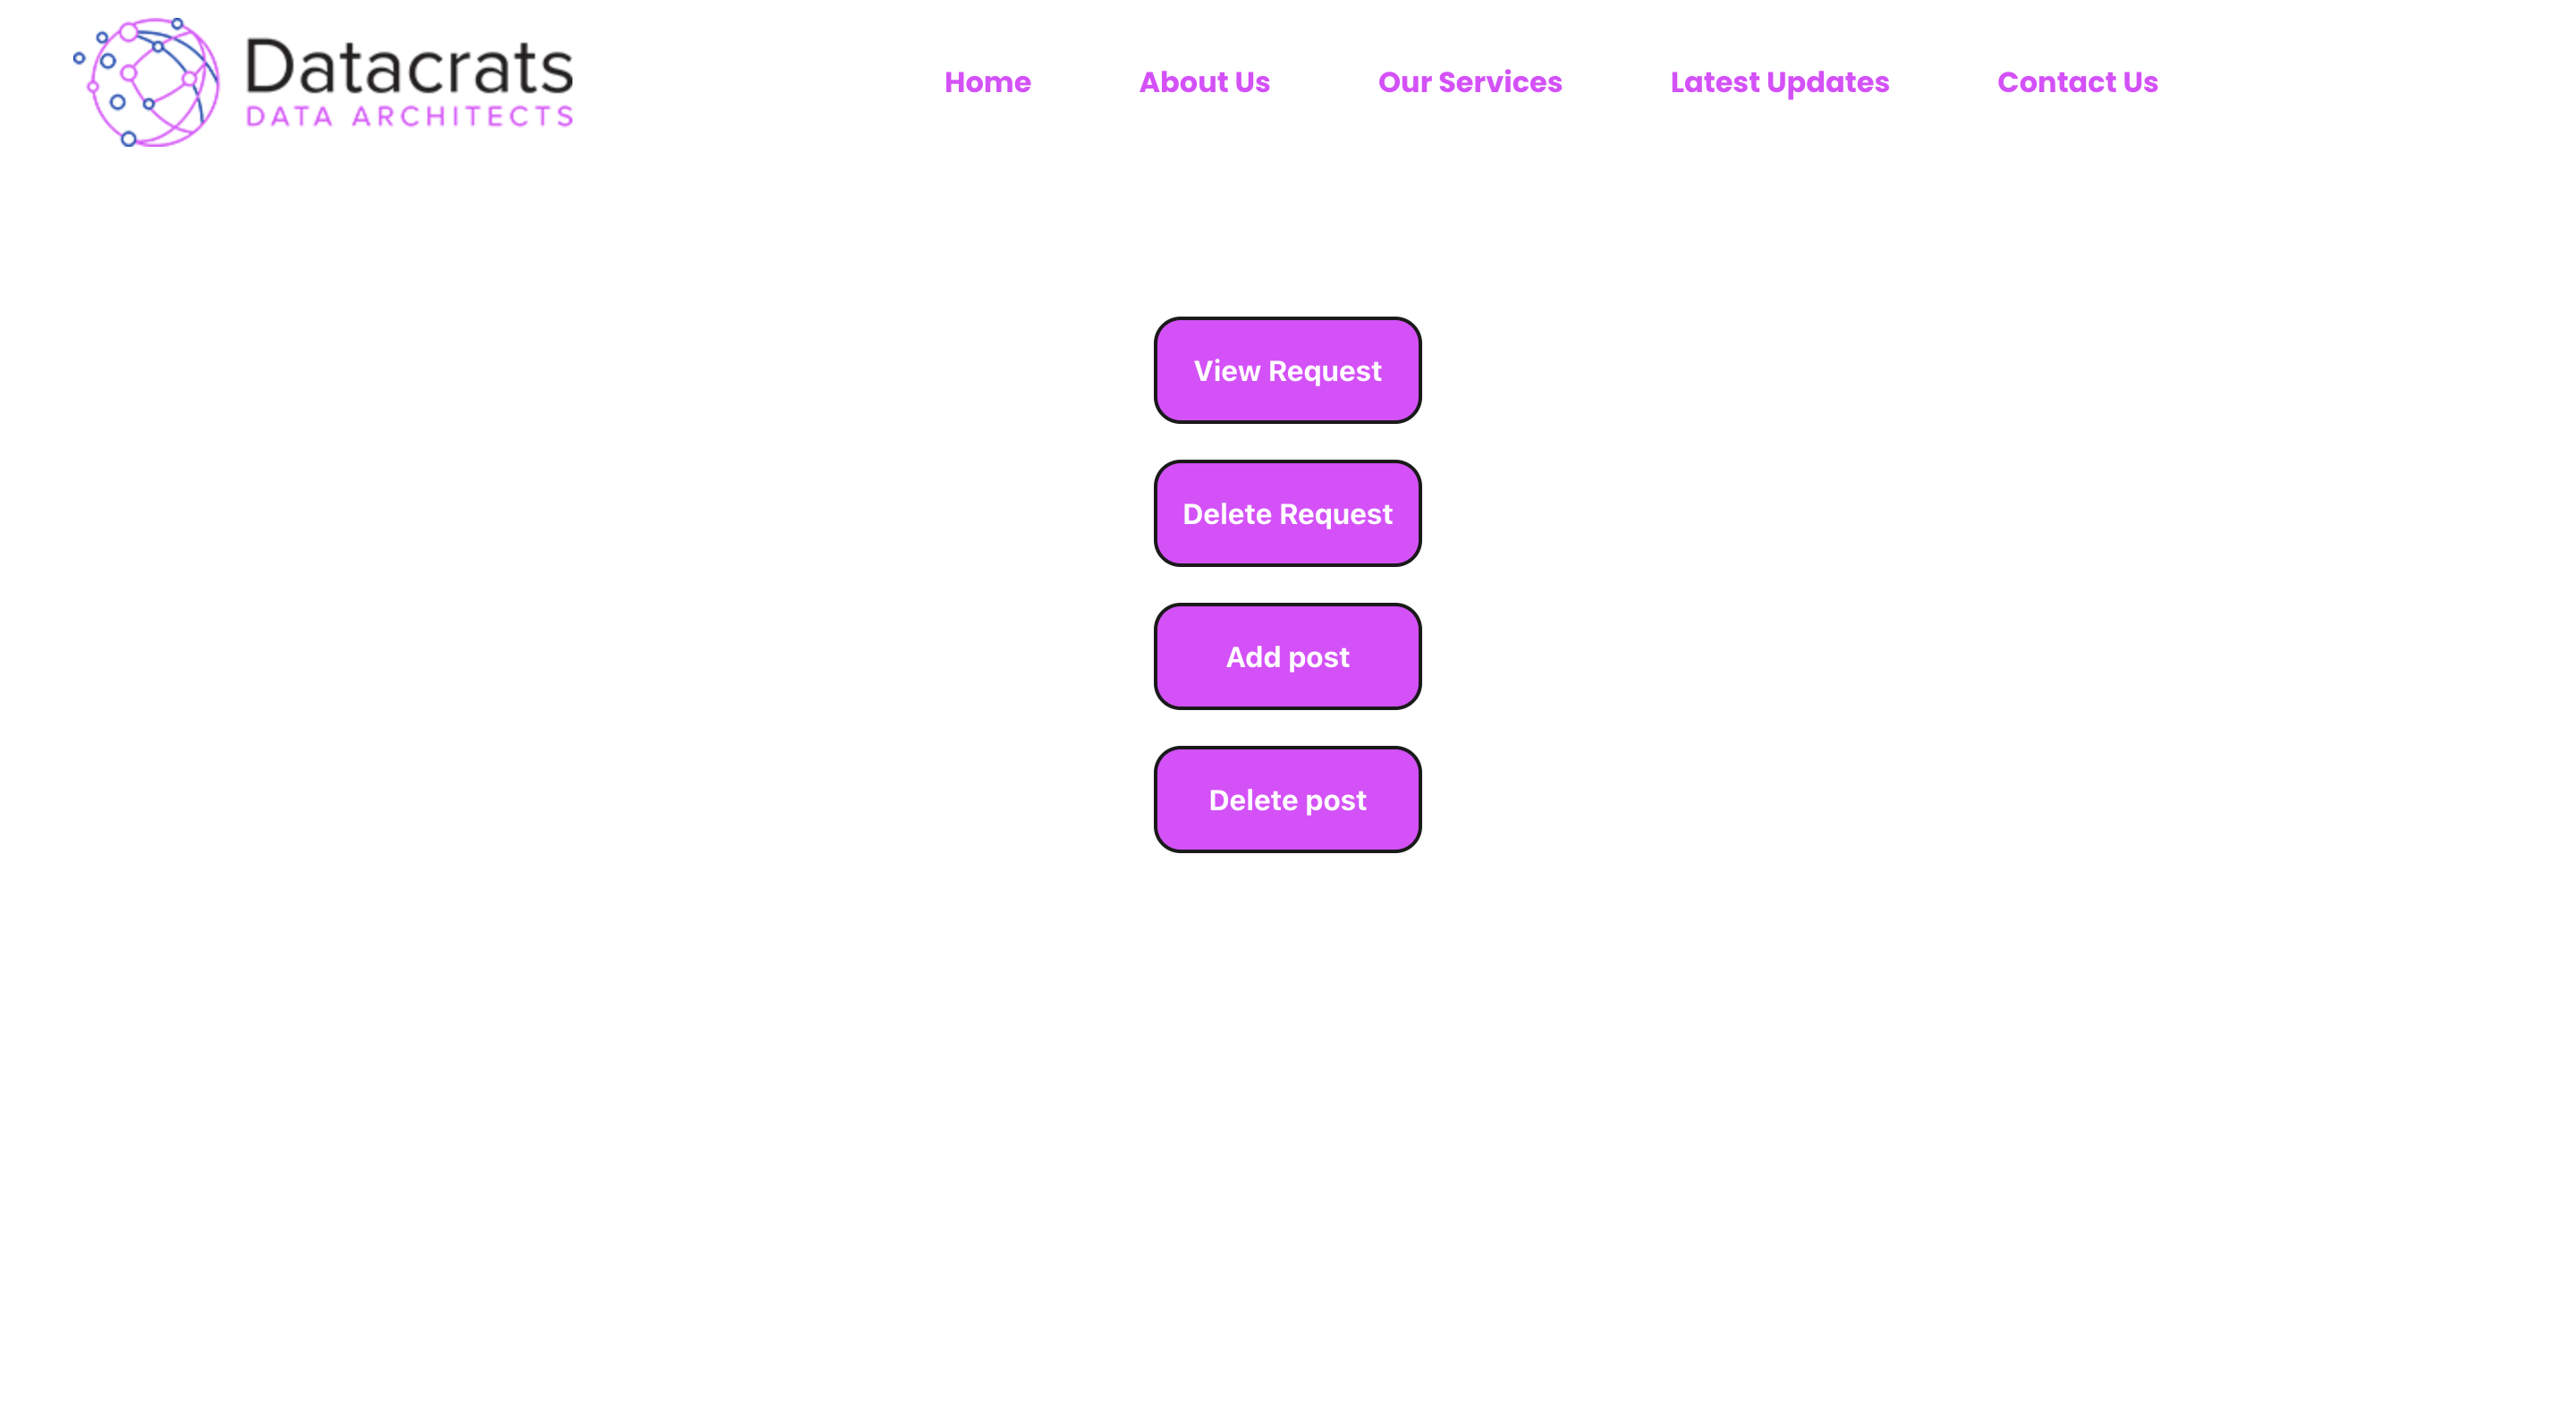 Datacrats
DATA ARCHITECTS
Home
About Us
Our Services
Latest Updates
Contact Us
View Request
Delete Request
Add post
Delete post